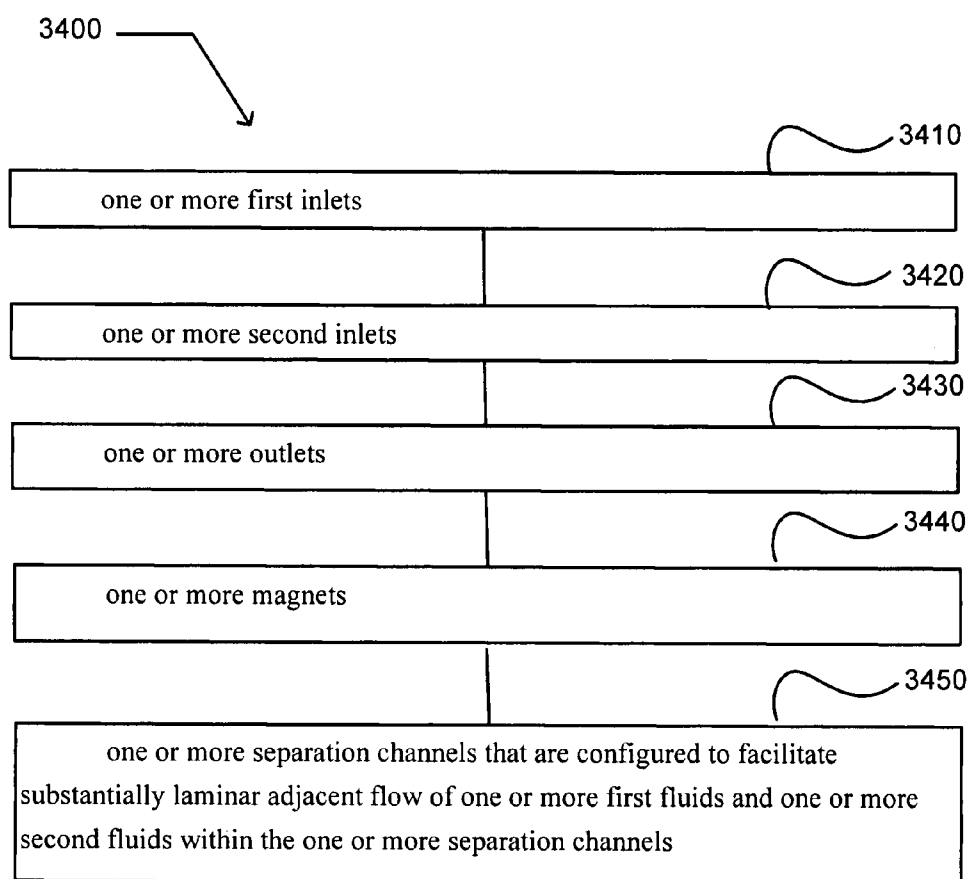 3400
3410
one or more first inlets
3420
one or more second inlets
3430
one or more outlets
3440
one or more magnets
3450
one or more separation channels that are configured to facilitate
substantially laminar adjacent flow of one or more first fluids and one or more
second fluids within the one or more separation channels